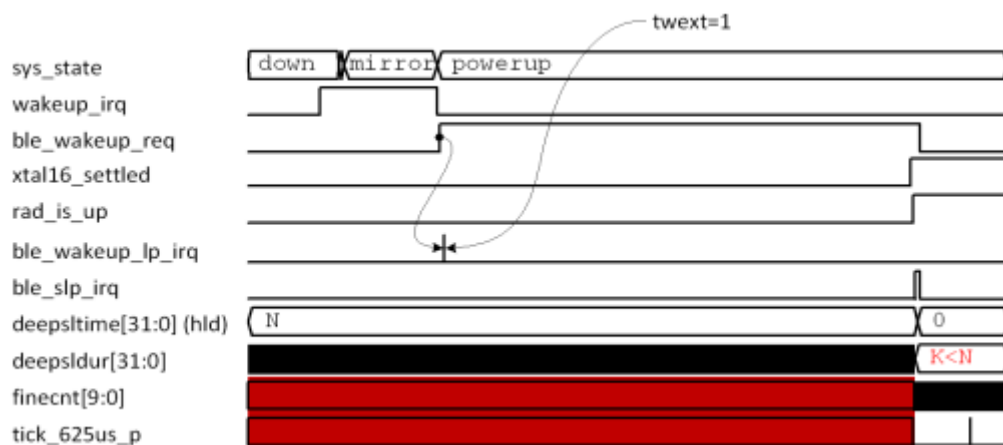 twext=1
sys_state down mirror powerup
wakeup_irq
ble_wakeup_req
xtal16_settled
rad_is_up
ble_wakeup_lp_irq
ble_slp_irq
deepsltime[31:0] (hld) N 0
deepsldur[31:0] K<N
finecnt[9:0]
tick_625us_p